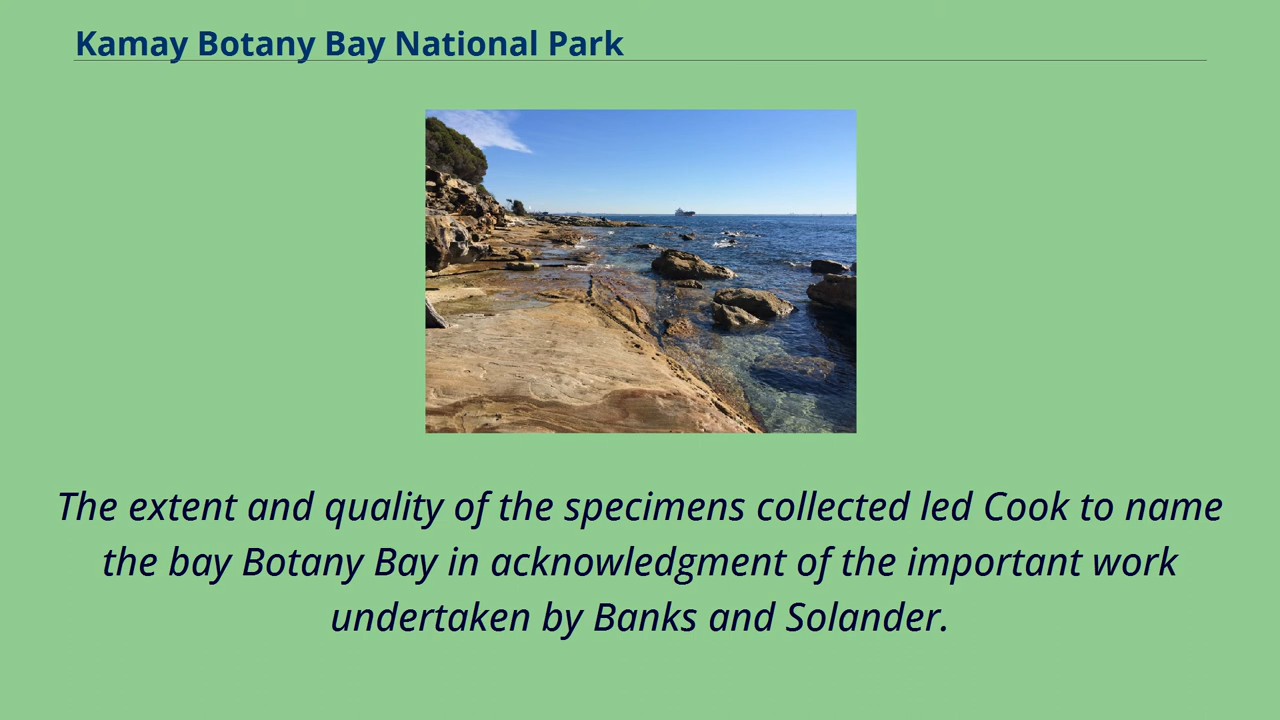 Kamay Botany Bay National Park
The extent and quality of the specimens collected led Cook to name
the bay Botany Bay in acknowledgment of the important work
undertaken by Banks and Solander.